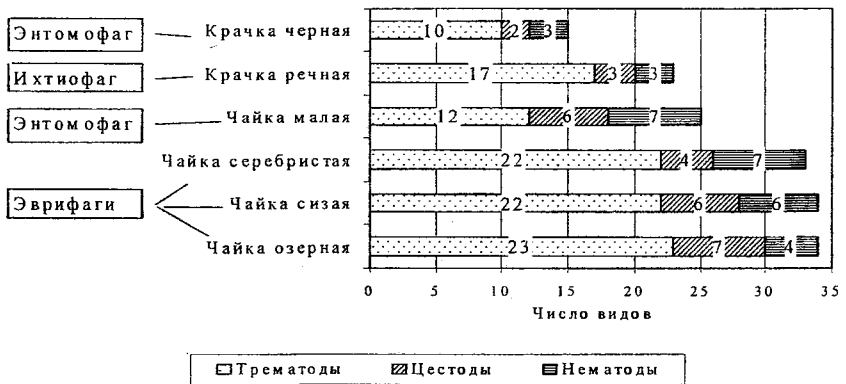 Энтомофаг Крачка черная 10 2 3
Ихтиофаг Крачка речная 17 3 3
Энтомофаг Чайка малая 12 6 7
Чайка серебристая 22 4 7
Эврифаги Чайка сизая 22 6 6
Чайка озерная 23 7 4
0 5 10 15 20 25 30 35
Число видов
Трематоды Цестоды Нематоды